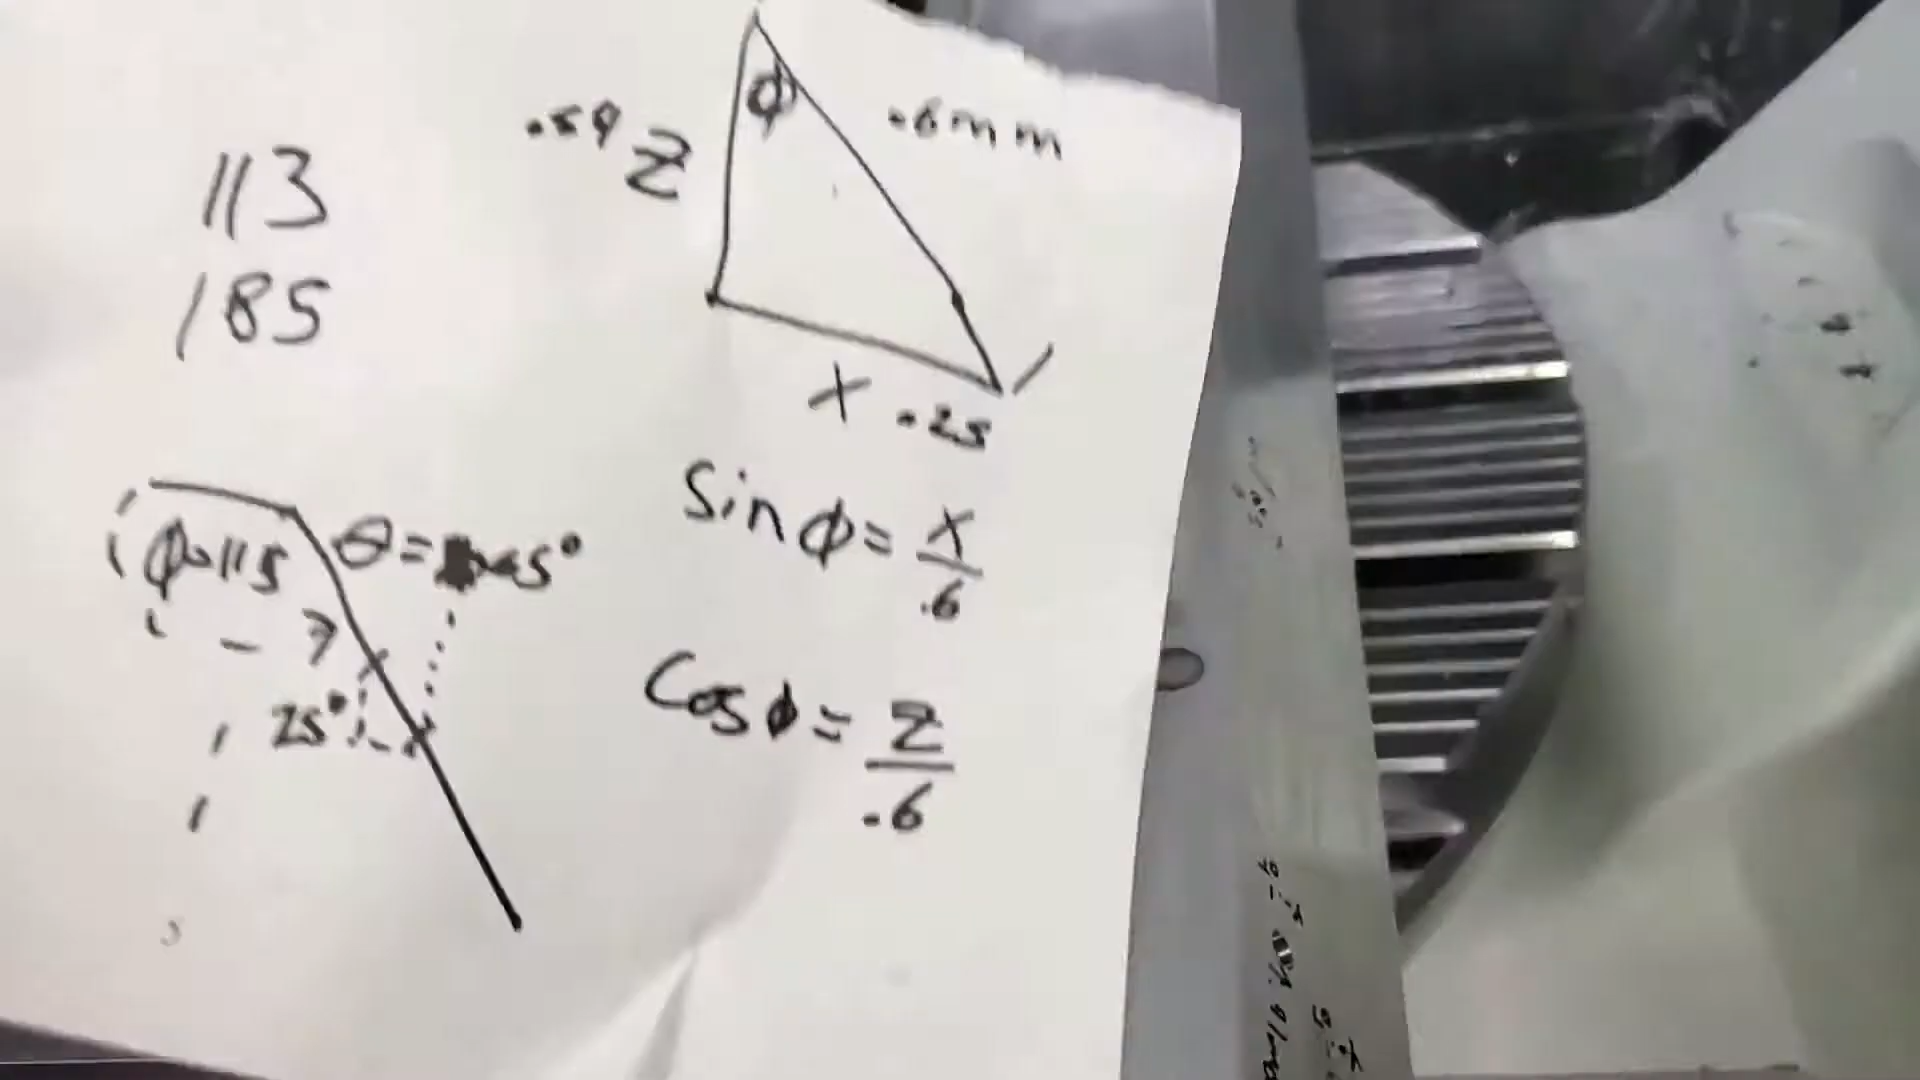 113
185
.59 Z
ϕ
.6mm
X .25
Sin ϕ = X/.6
Cos ϕ = Z/.6
ϕ=115
θ =
25°